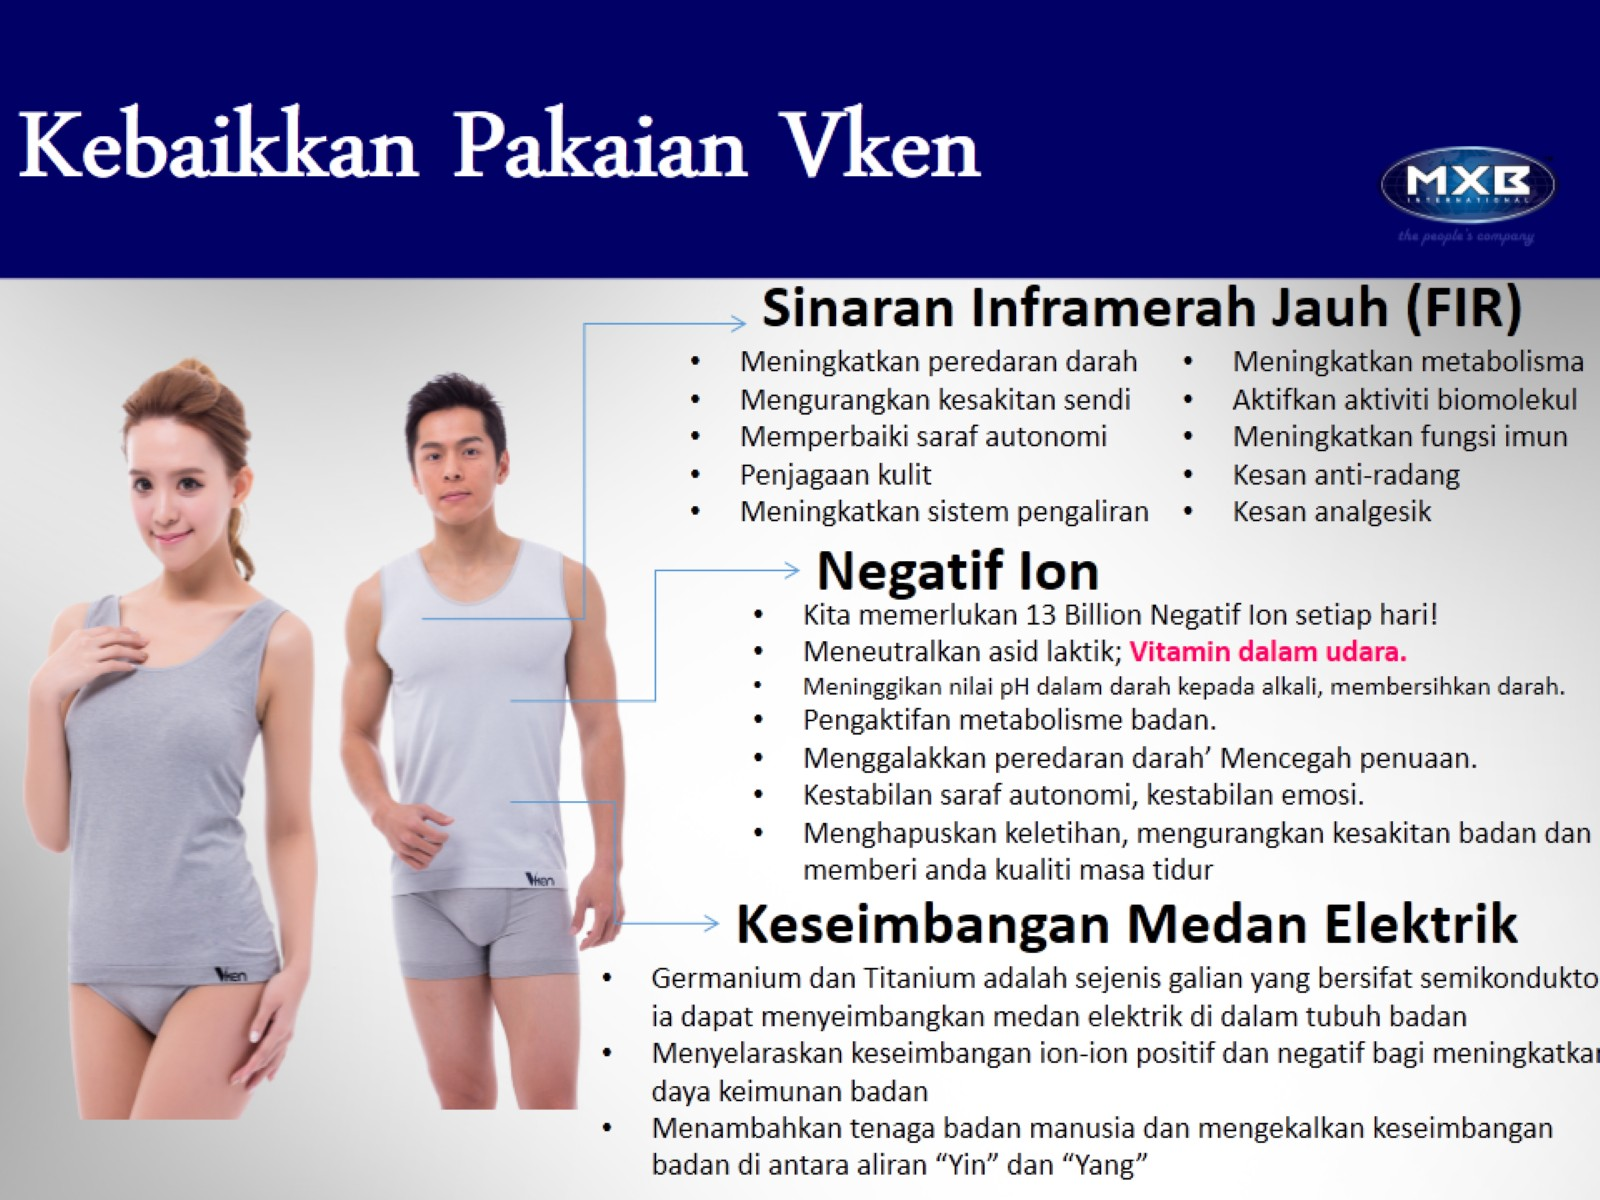 Kebaikkan Pakaian Vken
MXB
INTERNATIONAL
the people's company
Sinaran Inframerah Jauh (FIR)
• Meningkatkan peredaran darah
• Mengurangkan kesakitan sendi
• Memperbaiki saraf autonomi
• Penjagaan kulit
• Meningkatkan sistem pengaliran
• Meningkatkan metabolisma
• Aktifkan aktiviti biomolekul
• Meningkatkan fungsi imun
• Kesan anti-radang
• Kesan analgesik
Negatif Ion
• Kita memerlukan 13 Billion Negatif Ion setiap hari!
• Meneutralkan asid laktik; Vitamin dalam udara.
• Meninggikan nilai pH dalam darah kepada alkali, membersihkan darah.
• Pengaktifan metabolisme badan.
• Menggalakkan peredaran darah’ Mencegah penuaan.
• Kestabilan saraf autonomi, kestabilan emosi.
• Menghapuskan keletihan, mengurangkan kesakitan badan dan
memberi anda kualiti masa tidur
Keseimbangan Medan Elektrik
• Germanium dan Titanium adalah sejenis galian yang bersifat semikondukto
ia dapat menyeimbangkan medan elektrik di dalam tubuh badan
• Menyelaraskan keseimbangan ion-ion positif dan negatif bagi meningkatkan
daya keimunan badan
• Menambahkan tenaga badan manusia dan mengekalkan keseimbangan
badan di antara aliran “Yin” dan “Yang”
Vken
Vken